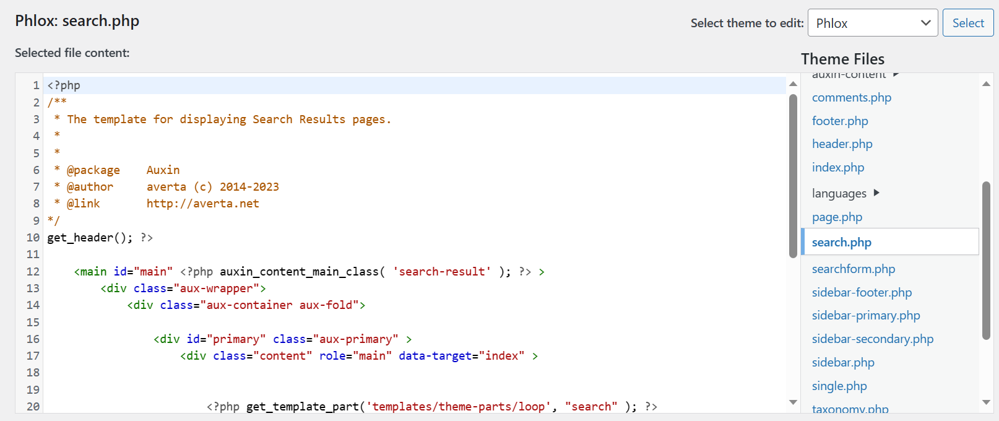 Phlox: search.php
Select theme to edit: Phlox Select
Selected file content:
Theme Files
1 <?php
2 /**
3  * The template for displaying Search Results pages.
4  *
5  *
6  * @package    Auxin
7  * @author     averta (c) 2014-2023
8  * @link       http://averta.net
9 */
10 get_header(); ?>
11
12     <main id="main" <?php auxin_content_main_class( 'search-result' ); ?> >
13         <div class="aux-wrapper">
14             <div class="aux-container aux-fold">
15
16                 <div id="primary" class="aux-primary" >
17                     <div class="content" role="main" data-target="index" >
18
19
20                         <?php get_template_part('templates/theme-parts/loop', "search" ); ?>
auxin-content
comments.php
footer.php
header.php
index.php
languages
page.php
search.php
searchform.php
sidebar-footer.php
sidebar-primary.php
sidebar-secondary.php
sidebar.php
single.php
taxonomy.php